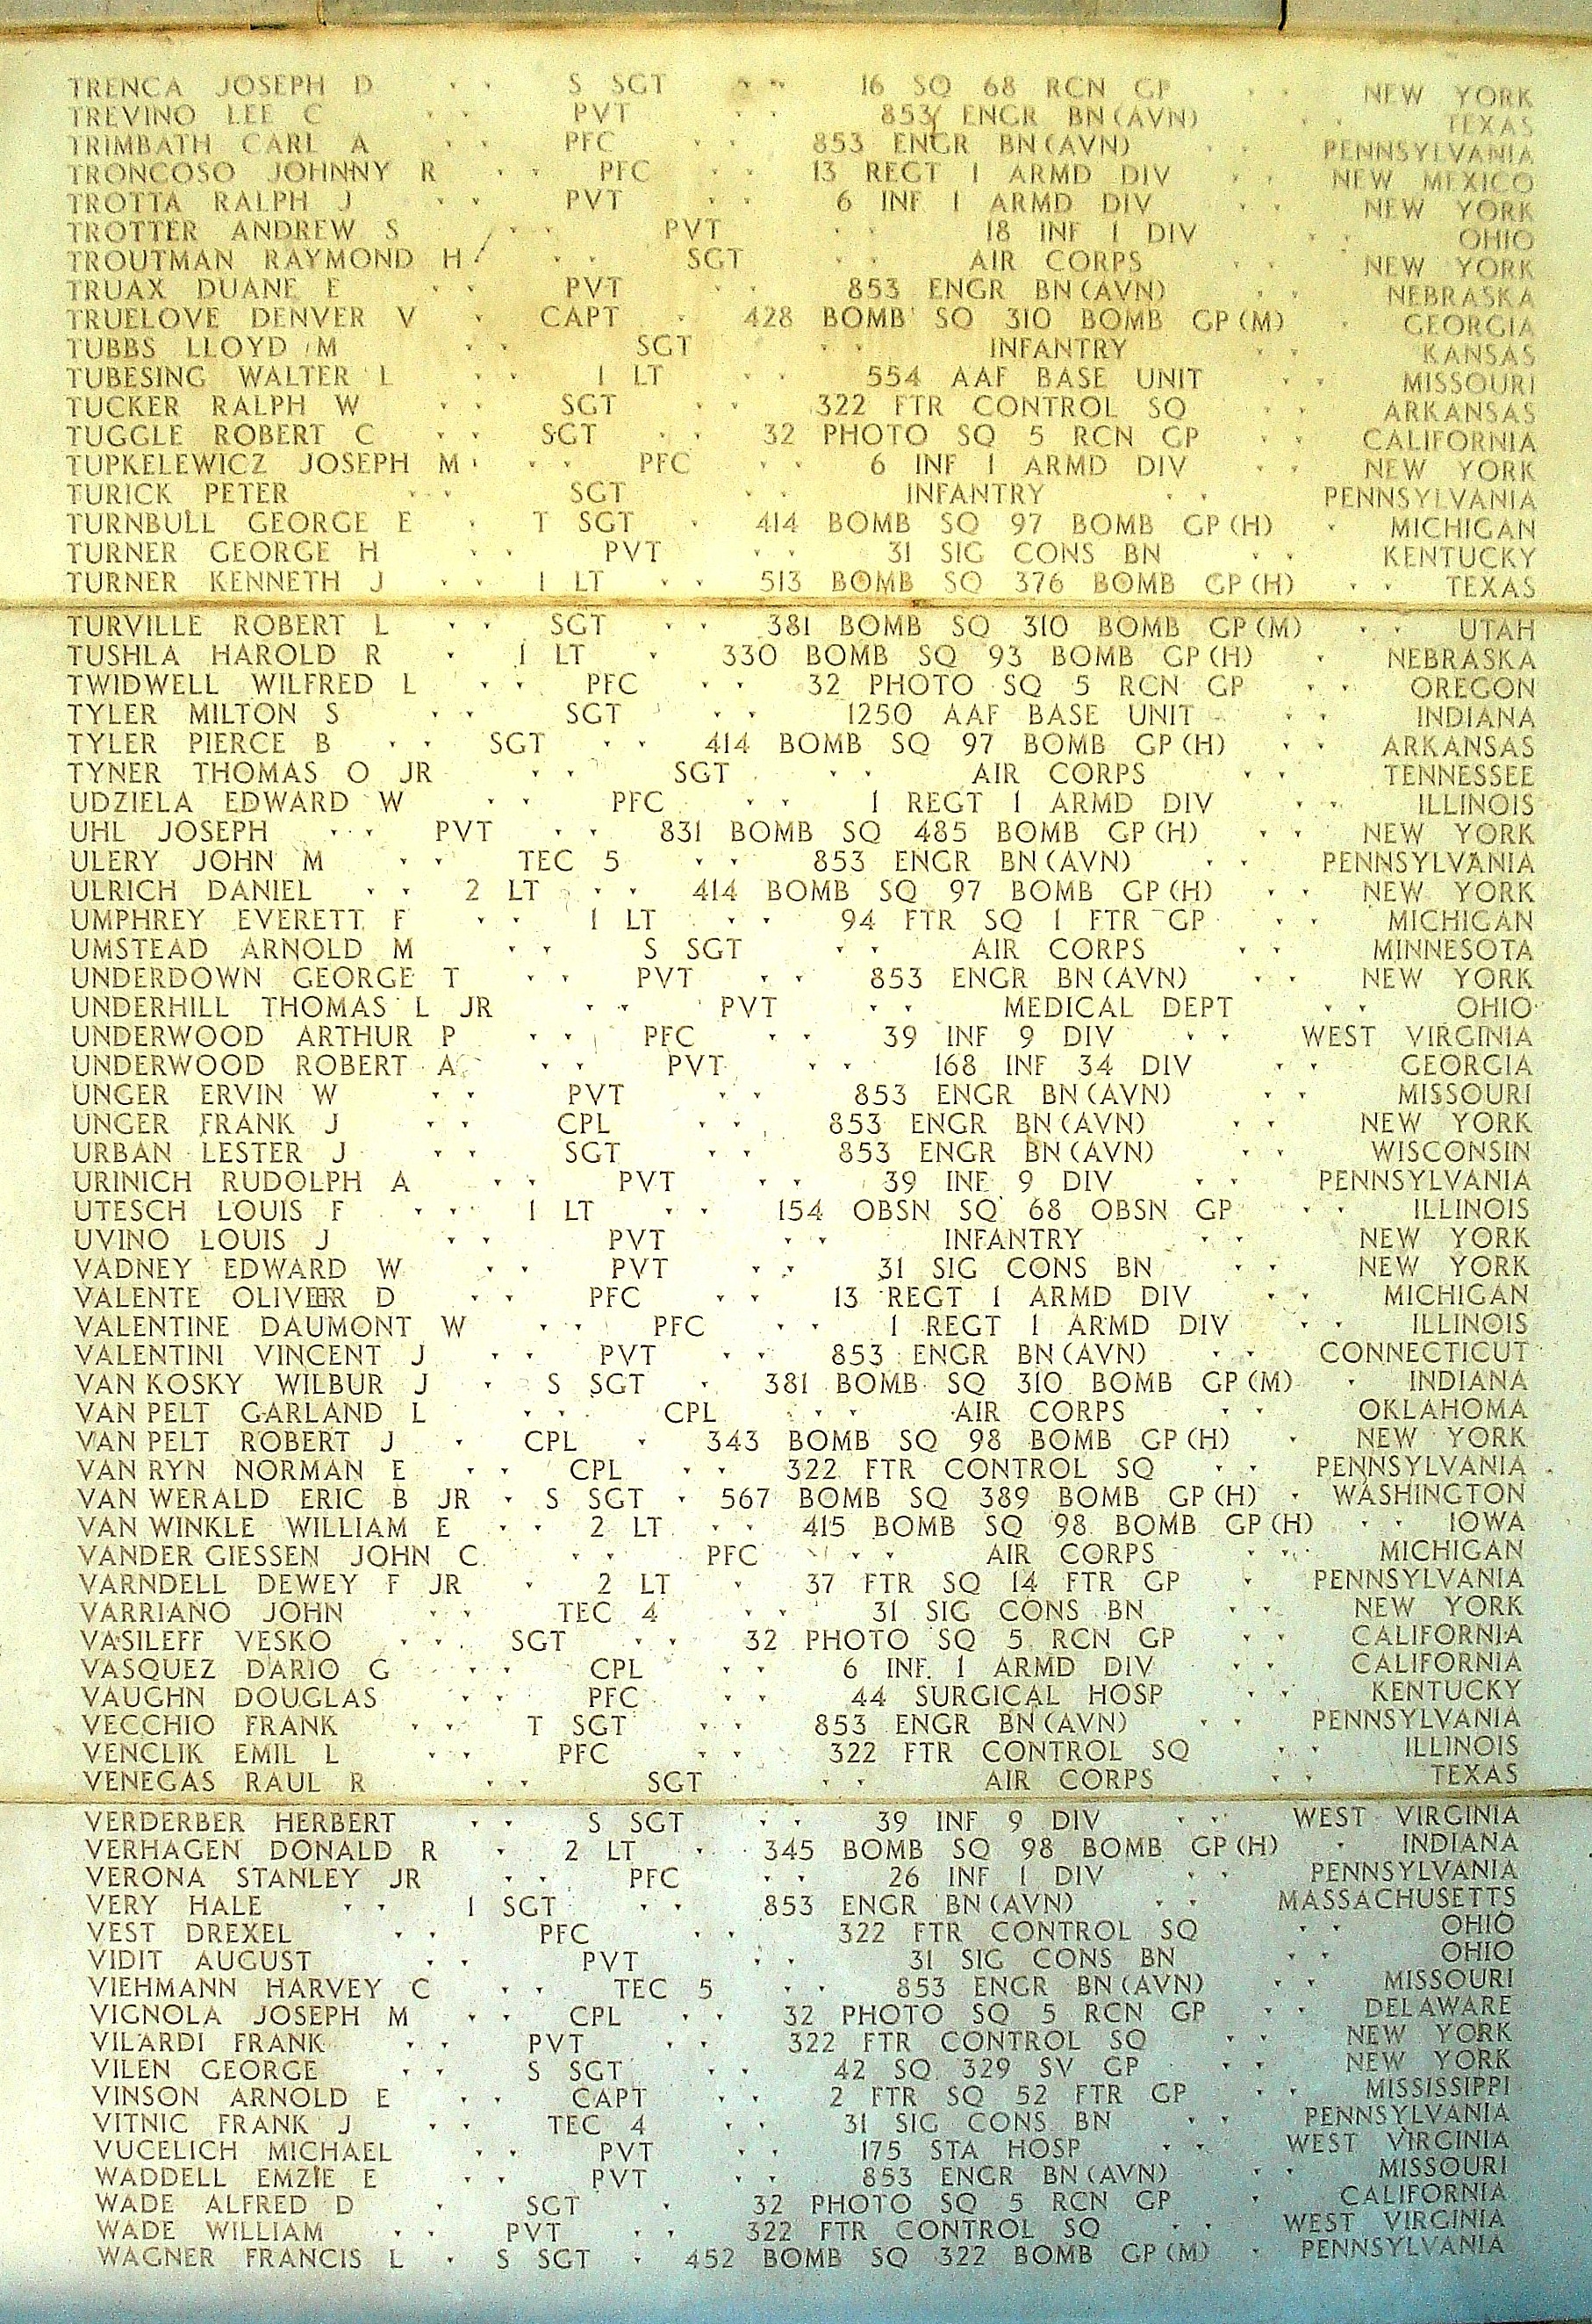 TRENCA JOSEPH D S SGT 16 SQ 68 RCN GP NEW YORK
TREVINO LEE C PVT 853 ENGR BN (AVN) TEXAS
TRIMBATH CARL A PFC 853 ENGR BN (AVN) PENNSYLVANIA
TRONCOSO JOHNNY R PFC 13 REGT 1 ARMD DIV NEW MEXICO
TROTTA RALPH J PVT 6 INF 1 ARMD DIV NEW YORK
TROTTER ANDREW S PVT 18 INF 1 DIV OHIO
TROUTMAN RAYMOND H SGT AIR CORPS NEW YORK
TRUAX DUANE E PVT 853 ENGR BN (AVN) NEBRASKA
TRUELOVE DENVER V CAPT 428 BOMB SQ 310 BOMB GP (M) GEORGIA
TUBBS LLOYD M SGT INFANTRY KANSAS
TUBESING WALTER L 1 LT 554 AAF BASE UNIT MISSOURI
TUCKER RALPH W SGT 322 FTR CONTROL SQ ARKANSAS
TUGGLE ROBERT C SGT 32 PHOTO SQ 5 RCN GP CALIFORNIA
TUPKELEWICZ JOSEPH M PFC 6 INF 1 ARMD DIV NEW YORK
TURICK PETER SGT INFANTRY PENNSYLVANIA
TURNBULL GEORGE E T SGT 414 BOMB SQ 97 BOMB GP (H) MICHIGAN
TURNER GEORGE H PVT 31 SIG CONS BN KENTUCKY
TURNER KENNETH J 1 LT 513 BOMB SQ 376 BOMB GP (H) TEXAS
TURVILLE ROBERT L SGT 381 BOMB SQ 310 BOMB GP (M) UTAH
TUSHLA HAROLD R 1 LT 330 BOMB SQ 93 BOMB GP (H) NEBRASKA
TWIDWELL WILFRED L PFC 32 PHOTO SQ 5 RCN GP OREGON
TYLER MILTON S SGT 1250 AAF BASE UNIT INDIANA
TYLER PIERCE B SGT 414 BOMB SQ 97 BOMB GP (H) ARKANSAS
TYNER THOMAS O JR SGT AIR CORPS TENNESSEE
UDZIELA EDWARD W PFC 1 REGT 1 ARMD DIV ILLINOIS
UHL JOSEPH PVT 831 BOMB SQ 485 BOMB GP (H) NEW YORK
ULERY JOHN M TEC 5 853 ENGR BN (AVN) PENNSYLVANIA
ULRICH DANIEL 2 LT 414 BOMB SQ 97 BOMB GP (H) NEW YORK
UMPHREY EVERETT F 1 LT 94 FTR SQ 1 FTR GP MICHIGAN
UMSTEAD ARNOLD M S SGT AIR CORPS MINNESOTA
UNDERDOWN GEORGE T PVT 853 ENGR BN (AVN) NEW YORK
UNDERHILL THOMAS L JR PVT MEDICAL DEPT OHIO
UNDERWOOD ARTHUR P PFC 39 INF 9 DIV WEST VIRGINIA
UNDERWOOD ROBERT A PVT 168 INF 34 DIV GEORGIA
UNGER ERVIN W PVT 853 ENGR BN (AVN) MISSOURI
UNGER FRANK J CPL 853 ENGR BN (AVN) NEW YORK
URBAN LESTER J SGT 853 ENGR BN (AVN) WISCONSIN
URINICH RUDOLPH A PVT 39 INF 9 DIV PENNSYLVANIA
UTESCH LOUIS F 1 LT 154 OBSN SQ 68 OBSN GP ILLINOIS
UVINO LOUIS J PVT INFANTRY NEW YORK
VADNEY EDWARD W PVT 31 SIG CONS BN NEW YORK
VALENTE OLIVER D PFC 13 REGT 1 ARMD DIV MICHIGAN
VALENTINE DAUMONT W PFC 1 REGT 1 ARMD DIV ILLINOIS
VALENTINI VINCENT J PVT 853 ENGR BN (AVN) CONNECTICUT
VAN KOSKY WILBUR J S SGT 381 BOMB SQ 310 BOMB GP (M) INDIANA
VAN PELT GARLAND L CPL AIR CORPS OKLAHOMA
VAN PELT ROBERT J CPL 343 BOMB SQ 98 BOMB GP (H) NEW YORK
VAN RYN NORMAN E CPL 322 FTR CONTROL SQ PENNSYLVANIA
VAN WERALD ERIC B JR S SGT 567 BOMB SQ 389 BOMB GP (H) WASHINGTON
VAN WINKLE WILLIAM E 2 LT 415 BOMB SQ 98 BOMB GP (H) IOWA
VANDER GIESSEN JOHN C PFC AIR CORPS MICHIGAN
VARNDELL DEWEY F JR 2 LT 37 FTR SQ 14 FTR GP PENNSYLVANIA
VARRIANO JOHN TEC 4 31 SIG CONS BN NEW YORK
VASILEFF VESKO SGT 32 PHOTO SQ 5 RCN GP CALIFORNIA
VASQUEZ DARIO G CPL 6 INF 1 ARMD DIV CALIFORNIA
VAUGHN DOUGLAS PFC 44 SURGICAL HOSP KENTUCKY
VECCHIO FRANK T SGT 853 ENGR BN (AVN) PENNSYLVANIA
VENCLIK EMIL L PFC 322 FTR CONTROL SQ ILLINOIS
VENEGAS RAUL R SGT AIR CORPS TEXAS
VERDERBER HERBERT S SGT 39 INF 9 DIV WEST VIRGINIA
VERHAGEN DONALD R 2 LT 345 BOMB SQ 98 BOMB GP (H) INDIANA
VERONA STANLEY JR PFC 26 INF 1 DIV PENNSYLVANIA
VERY HALE 1 SGT 853 ENGR BN (AVN) MASSACHUSETTS
VEST DREXEL PFC 322 FTR CONTROL SQ OHIO
VIDIT AUGUST PVT 31 SIG CONS BN OHIO
VIEHMANN HARVEY C TEC 5 853 ENGR BN (AVN) MISSOURI
VIGNOLA JOSEPH M CPL 32 PHOTO SQ 5 RCN GP DELAWARE
VILARDI FRANK PVT 322 FTR CONTROL SQ NEW YORK
VILEN GEORGE S SGT 42 SQ 329 SV GP NEW YORK
VINSON ARNOLD E CAPT 2 FTR SQ 52 FTR GP MISSISSIPPI
VITNIC FRANK J TEC 4 31 SIG CONS BN PENNSYLVANIA
VUCELICH MICHAEL PVT 175 STA HOSP WEST VIRGINIA
WADDELL EMZIE E PVT 853 ENGR BN (AVN) MISSOURI
WADE ALFRED D SGT 32 PHOTO SQ 5 RCN GP CALIFORNIA
WADE WILLIAM PVT 322 FTR CONTROL SQ WEST VIRGINIA
WAGNER FRANCIS L S SGT 452 BOMB SQ 322 BOMB GP (M) PENNSYLVANIA